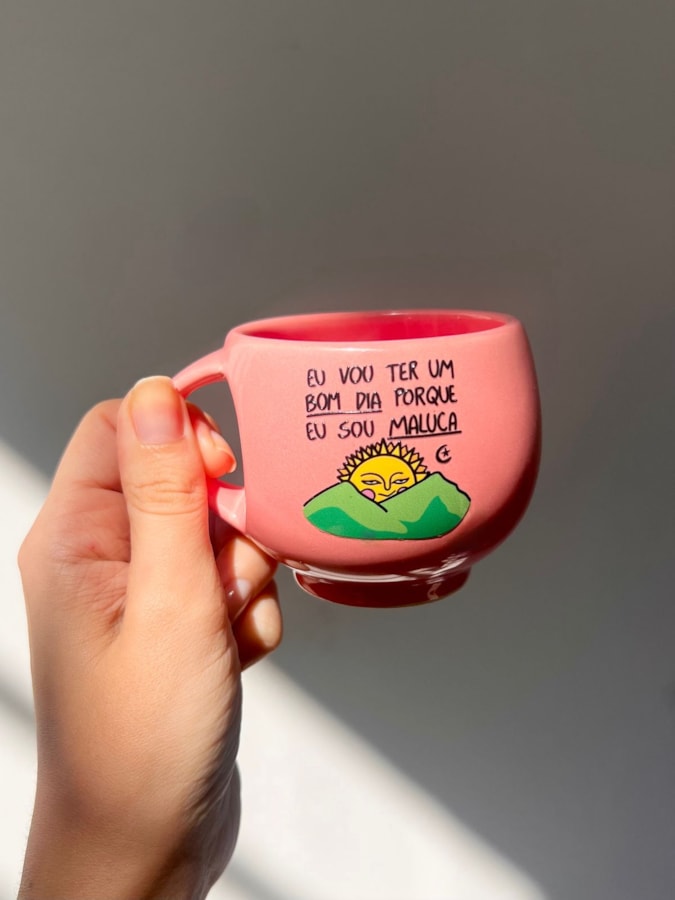 EU VOU TER UM
BOM DIA PORQUE
EU SOU MALUCA